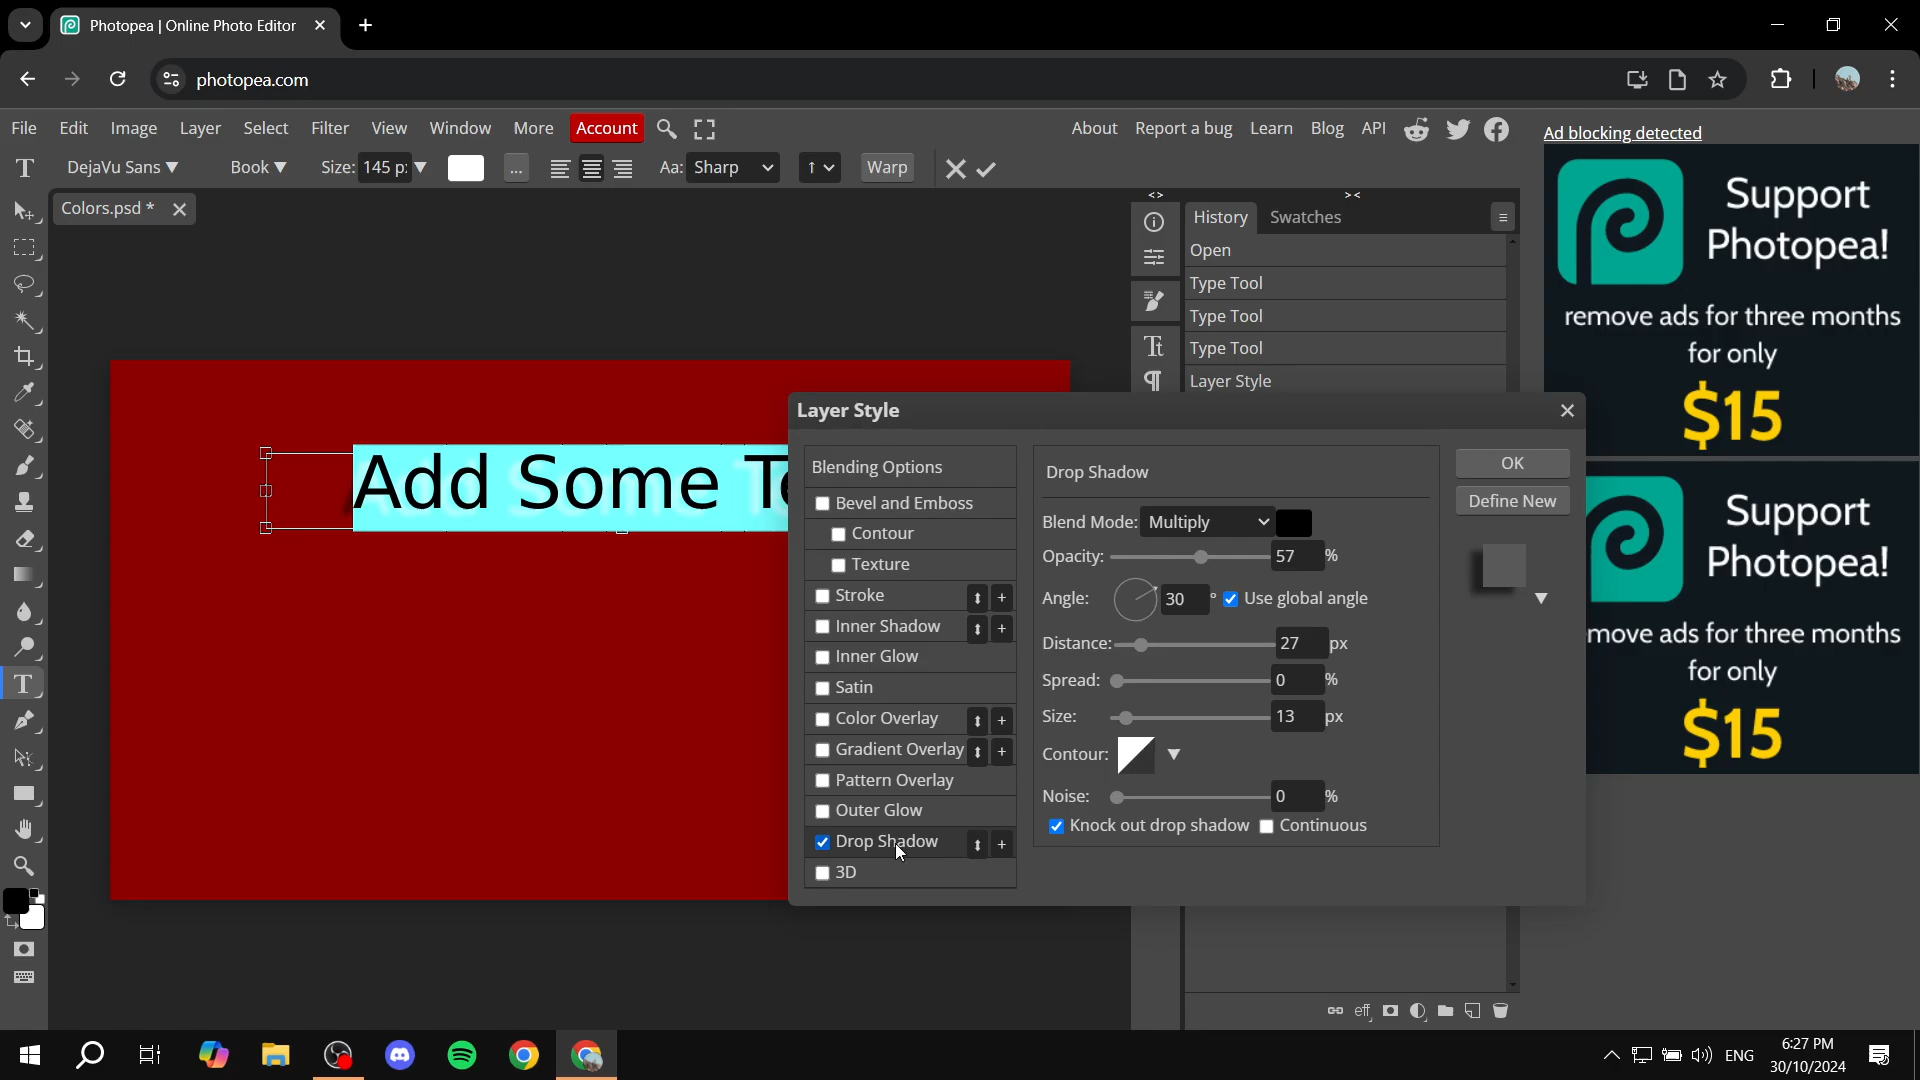 Photopea | Online Photo Editor
photopea.com
File Edit Image Layer Select Filter View Window More Account
About Report a bug Learn Blog API
Ad blocking detected
DejaVu Sans Book Size: 145 p: ... Aa: Sharp Warp
Colors.psd *
History Swatches
Open
Type Tool
Type Tool
Type Tool
Layer Style
Support
Photopea!
remove ads for three months
for only
$15
Add Some Te
Layer Style
Blending Options
Bevel and Emboss
Contour
Texture
Stroke
Inner Shadow
Inner Glow
Satin
Color Overlay
Gradient Overlay
Pattern Overlay
Outer Glow
Drop Shadow
3D
Drop Shadow
Blend Mode: Multiply
Opacity: 57 %
Angle: 30 ° Use global angle
Distance: 27 px
Spread: 0 %
Size: 13 px
Contour:
Noise: 0 %
Knock out drop shadow Continuous
OK
Define New
Support
Photopea!
move ads for three months
for only
$15
eff
ENG
6:27 PM
30/10/2024